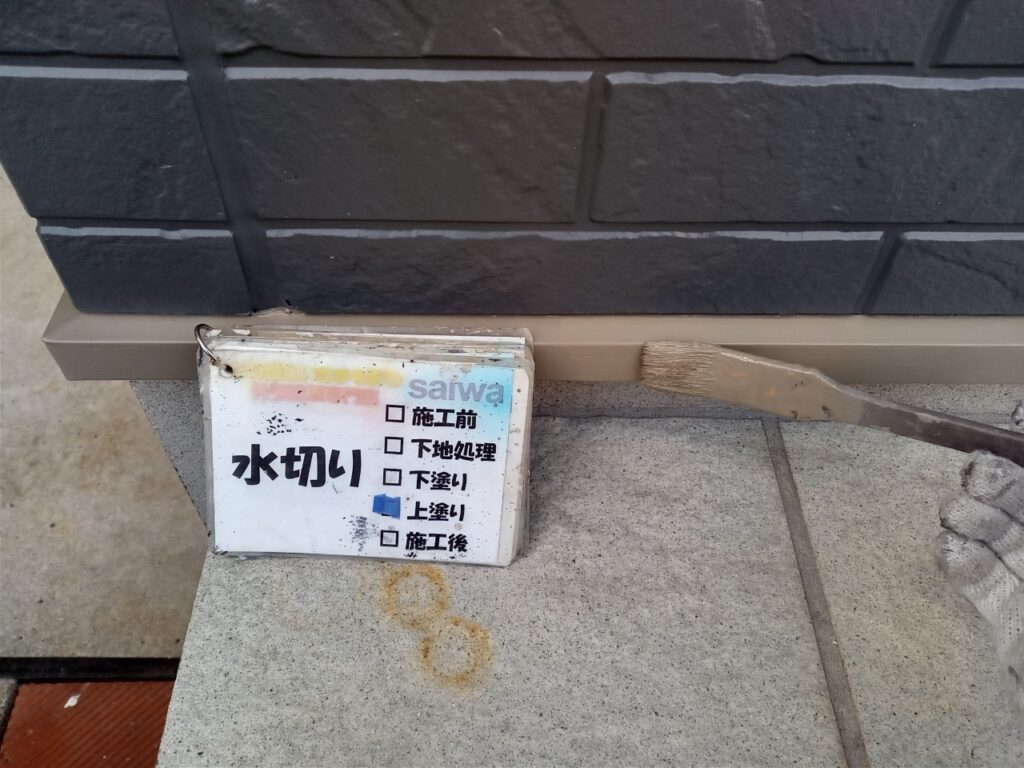 saiwa
水切り
□ 施工前
□ 下地処理
□ 下塗り
上塗り
□ 施工後